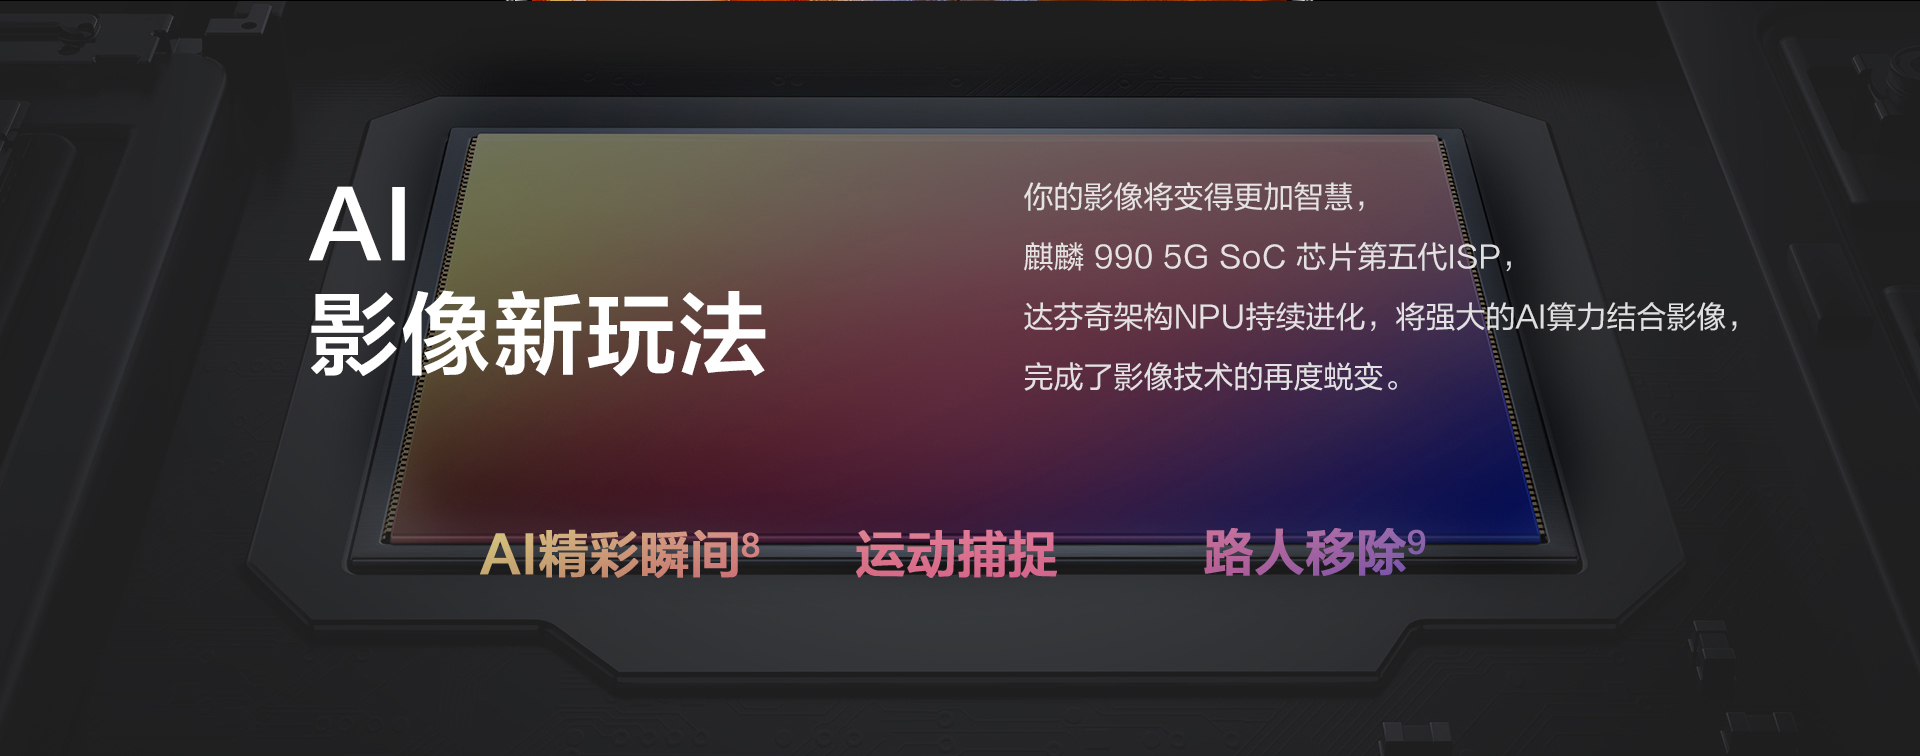 AI
影像新玩法
你的影像将变得更加智慧，
麒麟 990 5G SoC 芯片第五代ISP，
达芬奇架构NPU持续进化，将强大的AI算力结合影像，
完成了影像技术的再度蜕变。
AI精彩瞬间8 运动捕捉 路人移除9